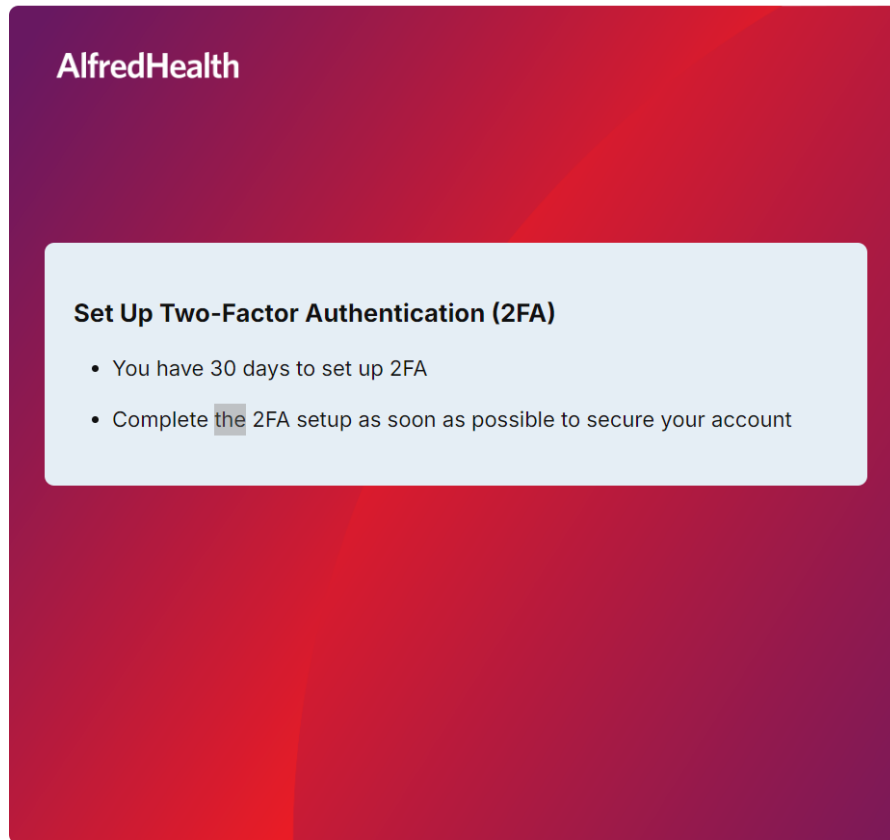 AlfredHealth
Set Up Two-Factor Authentication (2FA)
• You have 30 days to set up 2FA
• Complete the 2FA setup as soon as possible to secure your account